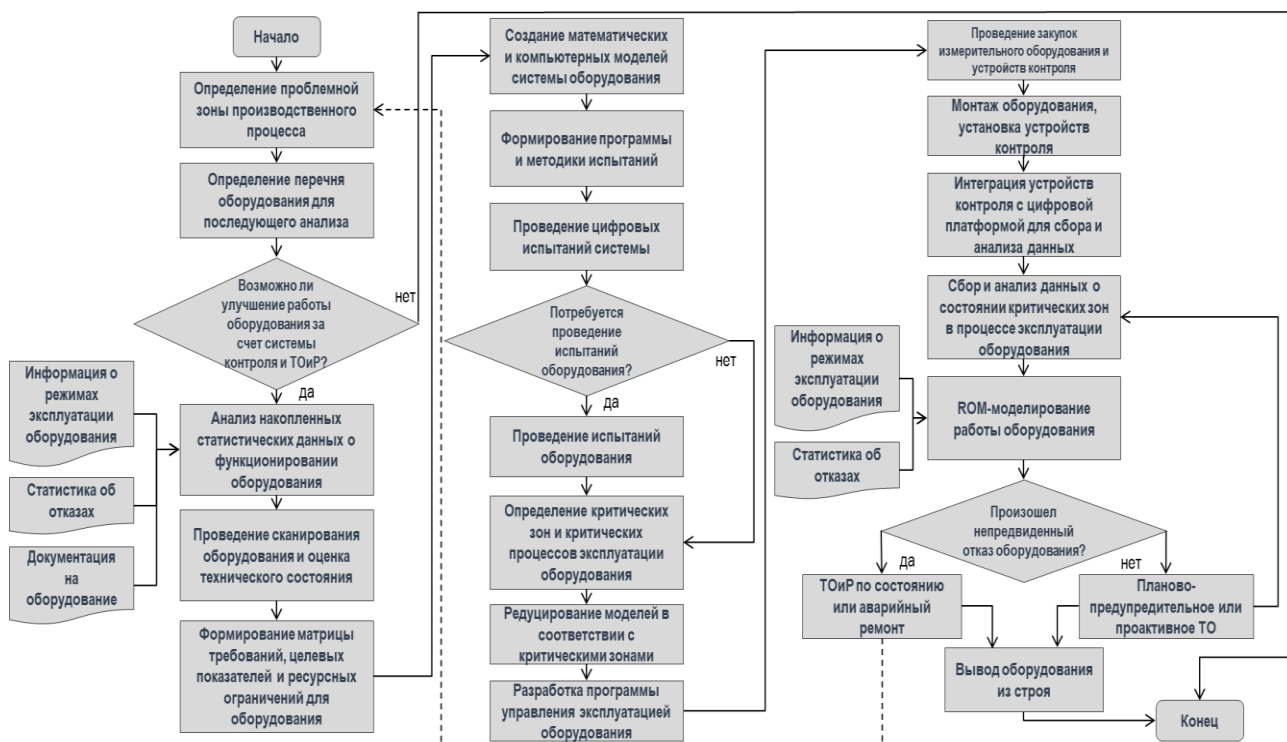 Начало
Определение проблемной
зоны производственного
процесса
Определение перечня
оборудования для
последующего анализа
Возможно ли
улучшение работы
оборудования за
счет системы
контроля и ТОиР?
нет
да
Информация о
режимах
эксплуатации
оборудования
Статистика об
отказах
Документация
на
оборудование
Анализ накопленных
статистических данных о
функционировании
оборудования
Проведение сканирования
оборудования и оценка
технического состояния
Формирование матрицы
требований, целевых
показателей и ресурсных
ограничений для
оборудования
Создание математических
и компьютерных моделей
системы оборудования
Формирование программы
и методики испытаний
Проведение цифровых
испытаний системы
Потребуется
проведение
испытаний
оборудования?
нет
да
Проведение испытаний
оборудования
Определение критических
зон и критических
процессов эксплуатации
оборудования
Редуцирование моделей в
соответствии с
критическими зонами
Разработка программы
управления эксплуатацией
оборудования
Проведение закупок
измерительного оборудования и
устройств контроля
Монтаж оборудования,
установка устройств
контроля
Интеграция устройств
контроля с цифровой
платформой для сбора и
анализа данных
Сбор и анализ данных о
состоянии критических зон
в процессе эксплуатации
оборудования
Информация о
режимах
эксплуатации
оборудования
Статистика об
отказах
ROM-моделирование
работы оборудования
Произошел
непредвиденный
отказ оборудования?
да
нет
ТОиР по состоянию
или аварийный
ремонт
Планово-
предупредительное или
проактивное ТО
Вывод оборудования
из строя
Конец